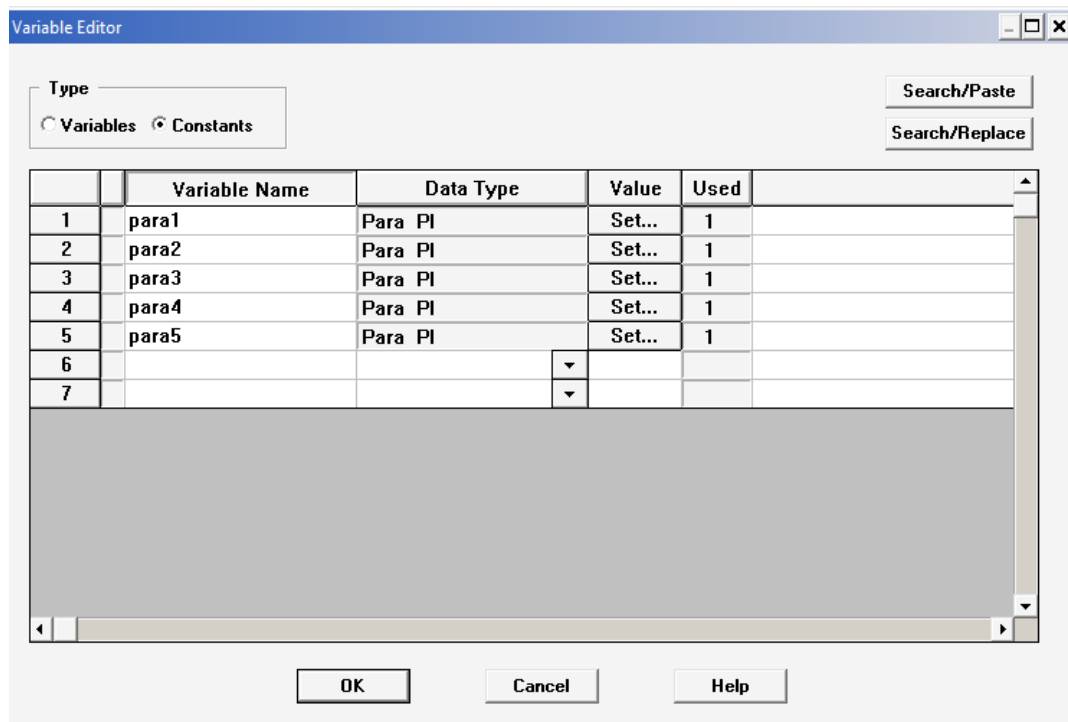 Variable Editor
Type
Variables Constants
Search/Paste
Search/Replace
Variable Name Data Type Value Used
1 para1 Para PI Set... 1
2 para2 Para PI Set... 1
3 para3 Para PI Set... 1
4 para4 Para PI Set... 1
5 para5 Para PI Set... 1
6
7
OK Cancel Help